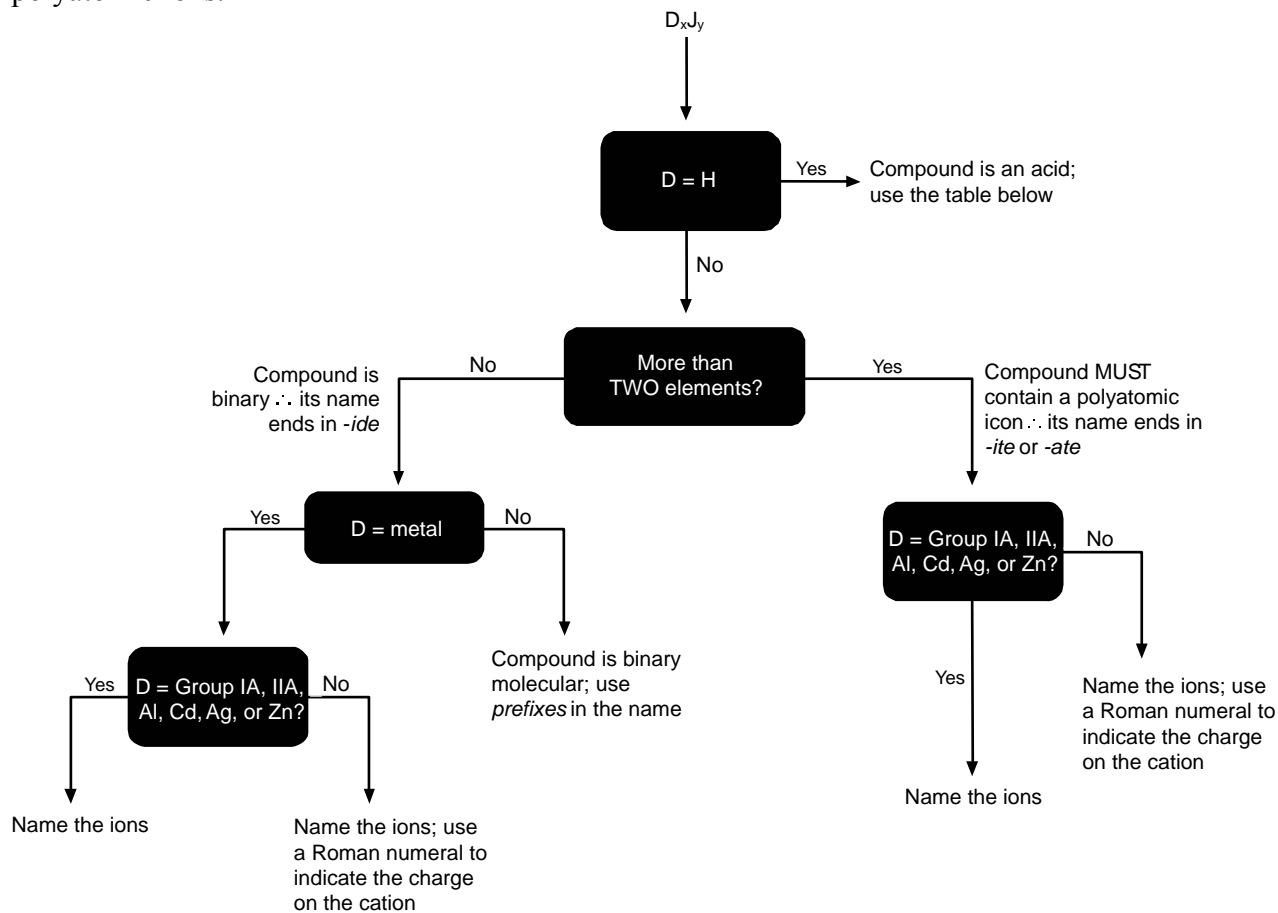 DxJy
D = H
Yes
Compound is an acid;
use the table below
No
More than
TWO elements?
No
Yes
Compound is
binary ∴ its name
ends in -ide
Compound MUST
contain a polyatomic
icon ∴ its name ends in
-ite or -ate
D = metal
Yes
No
D = Group IA, IIA,
Al, Cd, Ag, or Zn?
No
Yes
Compound is binary
molecular; use
prefixes in the name
D = Group IA, IIA,
Al, Cd, Ag, or Zn?
Yes
No
Name the ions; use
a Roman numeral to
indicate the charge
on the cation
Name the ions
Name the ions
Name the ions; use
a Roman numeral to
indicate the charge
on the cation